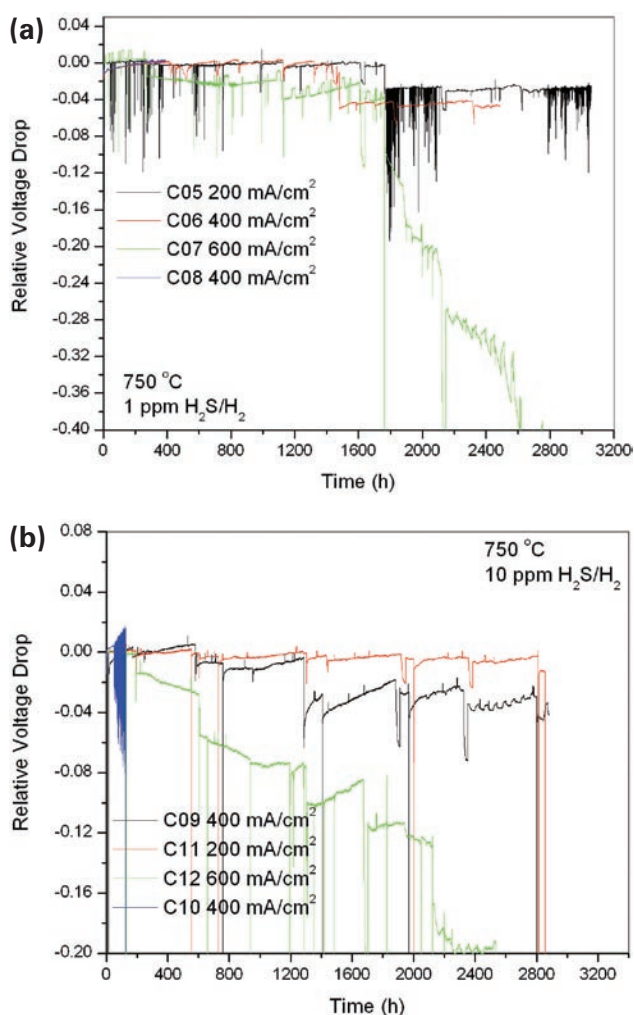 (a)
0.04
0.00
-0.04
-0.08
-0.12
-0.16
-0.20
-0.24
-0.28
-0.32
-0.36
-0.40
Relative Voltage Drop
C05 200 mA/cm²
C06 400 mA/cm²
C07 600 mA/cm²
C08 400 mA/cm²
750 °C
1 ppm H₂S/H₂
0 400 800 1200 1600 2000 2400 2800 3200
Time (h)
(b)
0.08
0.04
0.00
-0.04
-0.08
-0.12
-0.16
-0.20
Relative Voltage Drop
750 °C
10 ppm H₂S/H₂
C09 400 mA/cm²
C11 200 mA/cm²
C12 600 mA/cm²
C10 400 mA/cm²
0 400 800 1200 1600 2000 2400 2800 3200
Time (h)